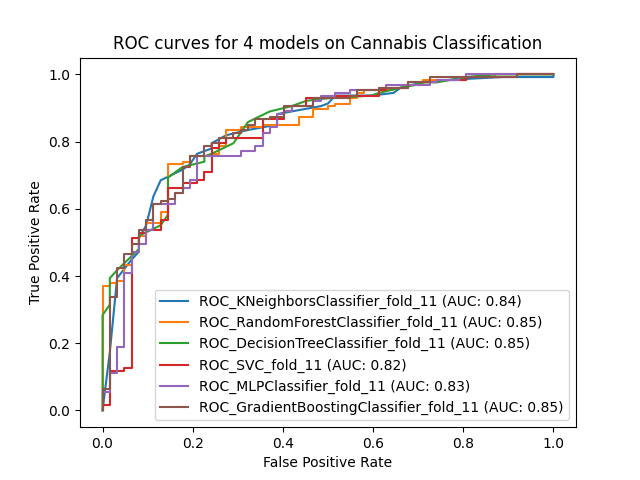 ROC curves for 4 models on Cannabis Classification
True Positive Rate
1.0
0.8
0.6
0.4
0.2
0.0
ROC_KNeighborsClassifier_fold_11 (AUC: 0.84)
ROC_RandomForestClassifier_fold_11 (AUC: 0.85)
ROC_DecisionTreeClassifier_fold_11 (AUC: 0.85)
ROC_SVC_fold_11 (AUC: 0.82)
ROC_MLPClassifier_fold_11 (AUC: 0.83)
ROC_GradientBoostingClassifier_fold_11 (AUC: 0.85)
0.0 0.2 0.4 0.6 0.8 1.0
False Positive Rate